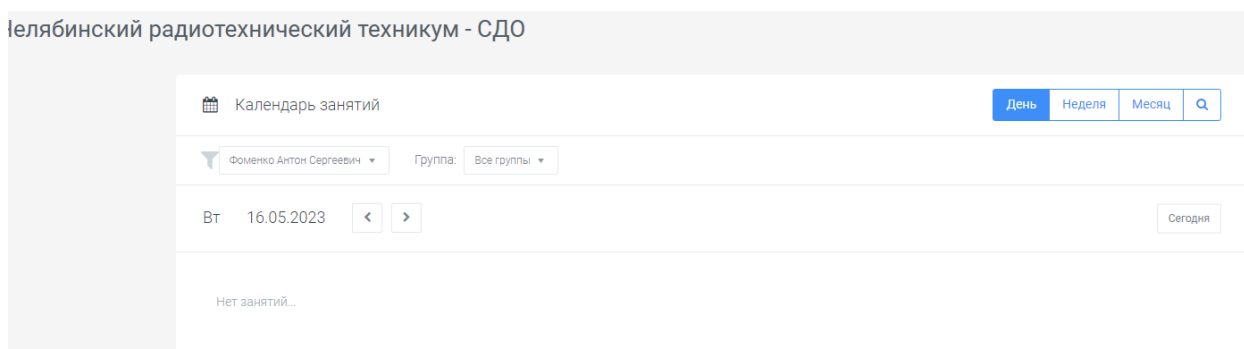 Челябинский радиотехнический техникум - СДО
Календарь занятий
День Неделя Месяц
Фоменко Антон Сергеевич Группа: Все группы
Вт 16.05.2023
Сегодня
Нет занятий...